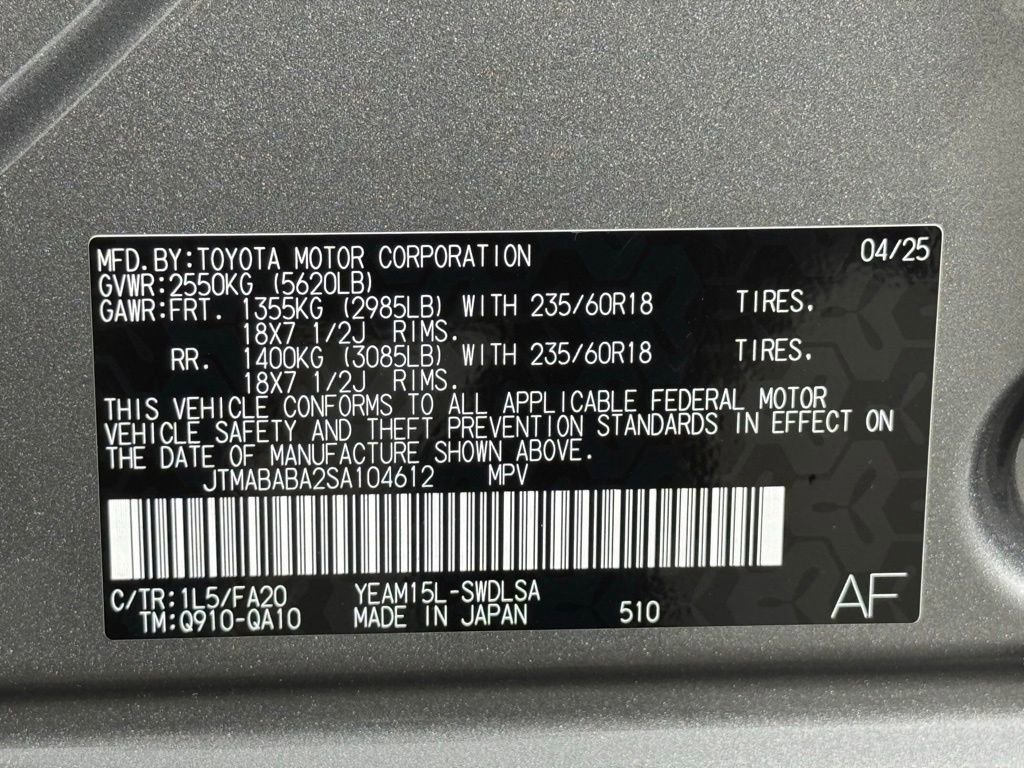 MFD.BY:TOYOTA MOTOR CORPORATION 04/25
GVWR:2550KG (5620LB)
GAWR:FRT. 1355KG (2985LB) WITH 235/60R18 TIRES.
18X7 1/2J RIMS.
RR. 1400KG (3085LB) WITH 235/60R18 TIRES.
18X7 1/2J RIMS.
THIS VEHICLE CONFORMS TO ALL APPLICABLE FEDERAL MOTOR
VEHICLE SAFETY AND THEFT PREVENTION STANDARDS IN EFFECT ON
THE DATE OF MANUFACTURE SHOWN ABOVE.
JTMABABA2SA104612 MPV
C/TR:1L5/FA20 YEAM15L-SWDLSA
TM:Q910-QA10 MADE IN JAPAN 510 AF